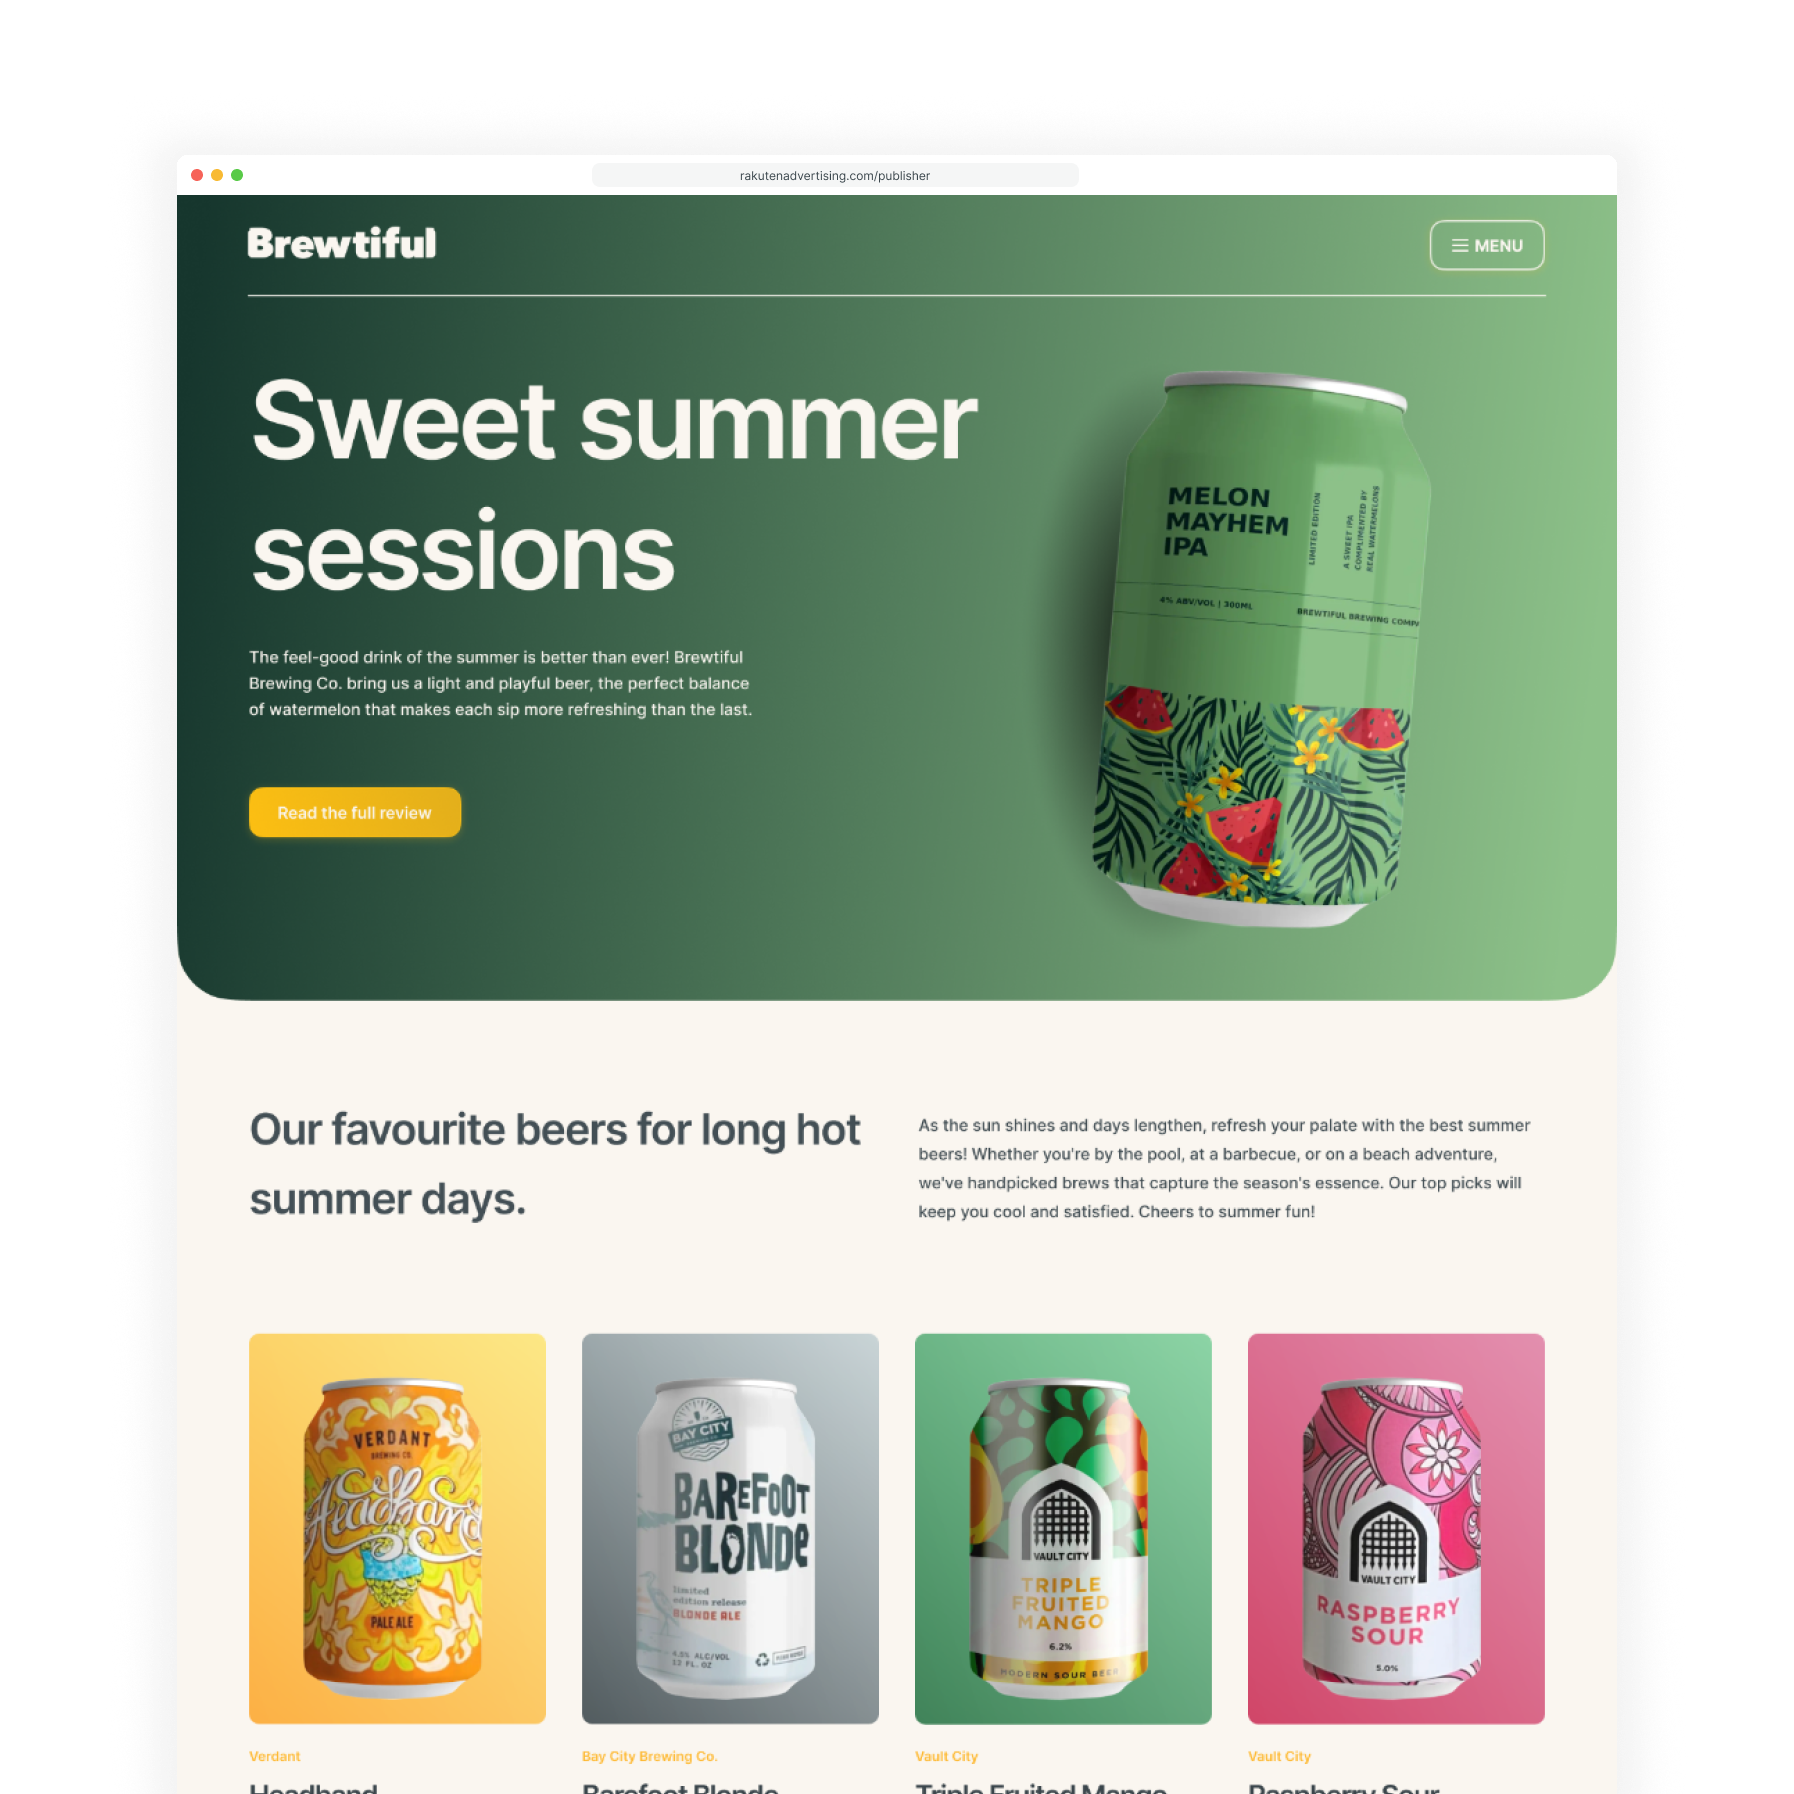 rakutenadvertising.com/publisher
Brewtiful
MENU
Sweet summer
sessions
The feel-good drink of the summer is better than ever! Brewtiful
Brewing Co. bring us a light and playful beer, the perfect balance
of watermelon that makes each sip more refreshing than the last.
Read the full review
MELON
MAYHEM
IPA
LIMITED EDITION
A SWEET IPA
COMPLIMENTED BY
REAL WATERMELONS
4% ABV/VOL | 300ML
BREWTIFUL BREWING
Our favourite beers for long hot
summer days.
As the sun shines and days lengthen, refresh your palate with the best summer
beers! Whether you're by the pool, at a barbecue, or on a beach adventure,
we've handpicked brews that capture the season's essence. Our top picks will
keep you cool and satisfied. Cheers to summer fun!
VERDANT
BREWING CO.
Headband
PALE ALE
BAY CITY
BAREFOOT
BLONDE
limited
edition release
BLONDE ALE
ALC/VOL
12 FL. OZ
VAULT CITY
TRIPLE
FRUITED
MANGO
6.2%
MODERN SOUR BEER
VAULT CITY
RASPBERRY
SOUR
5.0%
Verdant
Headband
Bay City Brewing Co.
Barefoot Blonde
Vault City
Triple Fruited Mango
Vault City
Raspberry Sour